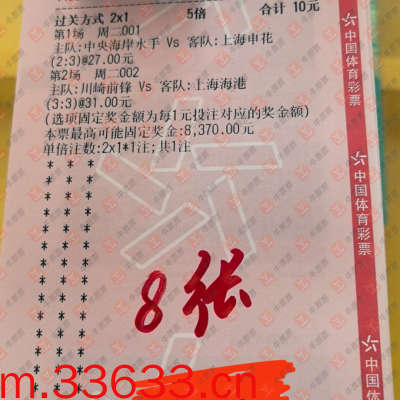 过关方式 2x1 5倍 合计 10元
第1场 周二001
主队:中央海岸水手 Vs 客队:上海申花
(2:3)@27.00元
第2场 周二002
主队:川崎前锋 Vs 客队:上海海港
(3:3)@31.00元
(选项固定奖金额为每1元投注对应的奖金额)
本票最高可能固定奖金:8,370.00元
单倍注数:2x1*1注;共1注
* * *
* * *
* * *
* * *
* * *
* * *
* * *
* * *
* * *
* * *
* * *
* * *
* * *
8张
m.33633.cn
中国体育彩票
中国体育彩票
中国体育